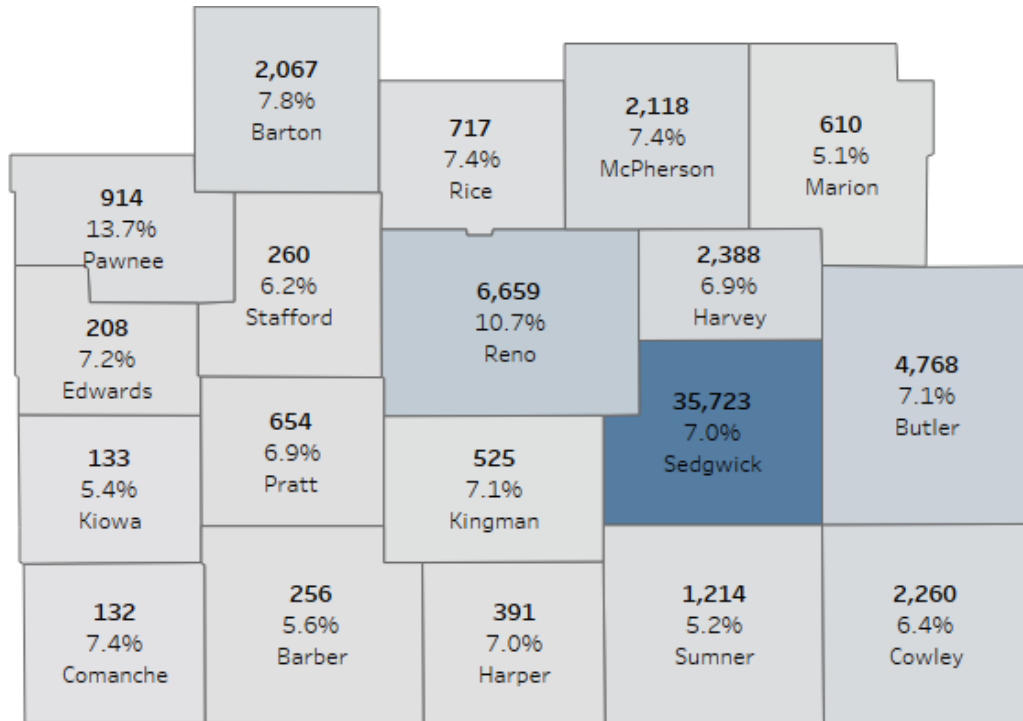 2,067
7.8%
Barton
717
7.4%
Rice
2,118
7.4%
McPherson
610
5.1%
Marion
914
13.7%
Pawnee
260
6.2%
Stafford
6,659
10.7%
Reno
2,388
6.9%
Harvey
208
7.2%
Edwards
4,768
7.1%
Butler
35,723
7.0%
Sedgwick
654
6.9%
Pratt
133
5.4%
Kiowa
525
7.1%
Kingman
132
7.4%
Comanche
256
5.6%
Barber
391
7.0%
Harper
1,214
5.2%
Sumner
2,260
6.4%
Cowley